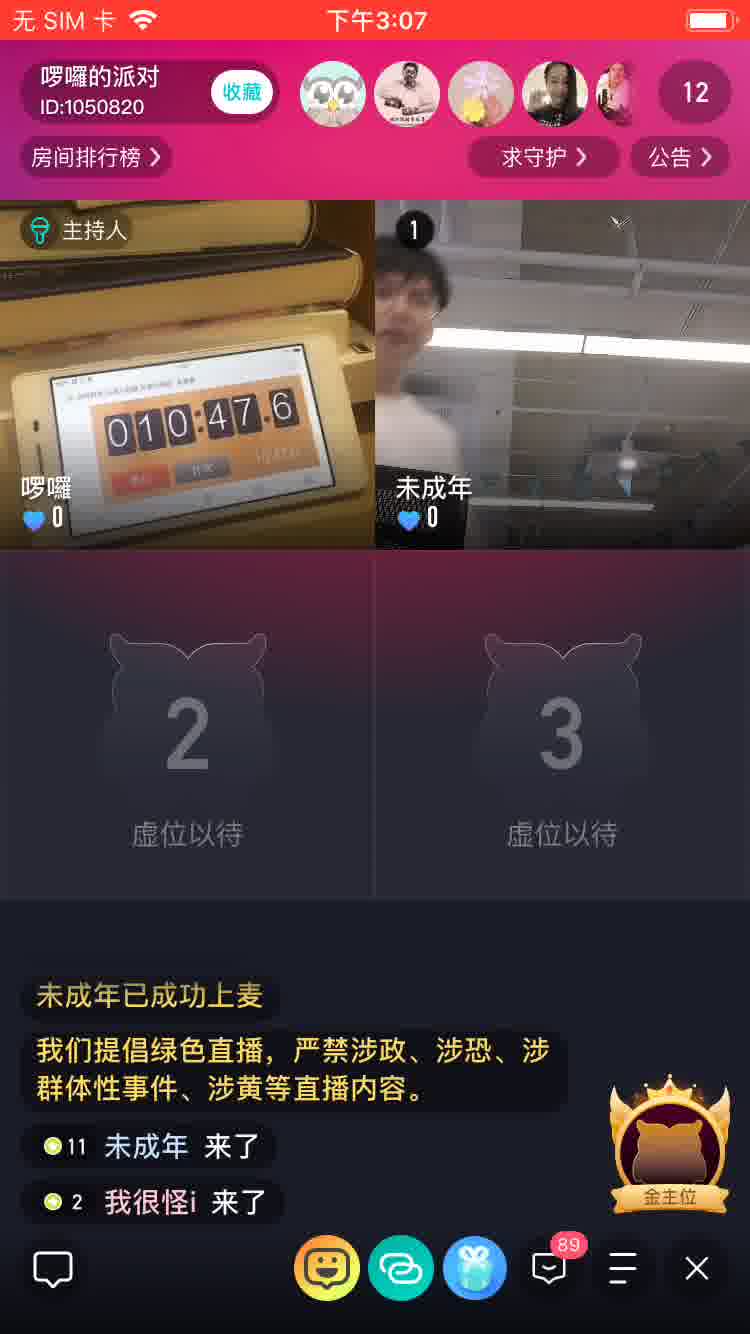 无 SIM 卡
下午3:07
啰囉的派对
ID:1050820
收藏
12
房间排行榜
求守护
公告
主持人
1
010:47.6
啰囉
0
未成年
0
2
虚位以待
3
虚位以待
未成年已成功上麦
我们提倡绿色直播，严禁涉政、涉恐、涉
群体性事件、涉黄等直播内容。
11 未成年 来了
2 我很怪i 来了
金主位
89